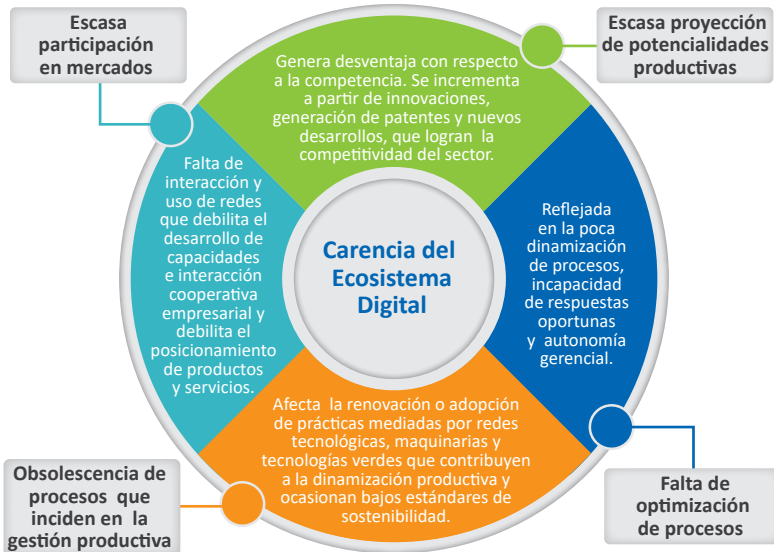 Escasa
participación
en mercados
Escasa proyección
de potencialidades
productivas
Genera desventaja con respecto
a la competencia. Se incrementa
a partir de innovaciones,
generación de patentes y nuevos
desarrollos, que logran la
competitividad del sector.
Falta de
interacción y
uso de redes
que debilita el
desarrollo de
capacidades
e interacción
cooperativa
empresarial y
debilita el
posicionamiento
de productos
y servicios.
Carencia del
Ecosistema
Digital
Reflejada
en la poca
dinamización
de procesos,
incapacidad
de respuestas
oportunas
y autonomía
gerencial.
Afecta la renovación o adopción
de prácticas mediadas por redes
tecnológicas, maquinarias y
tecnologías verdes que contribuyen
a la dinamización productiva y
ocasionan bajos estándares de
sostenibilidad.
Obsolescencia de
procesos que
inciden en la
gestión productiva
Falta de
optimización
de procesos